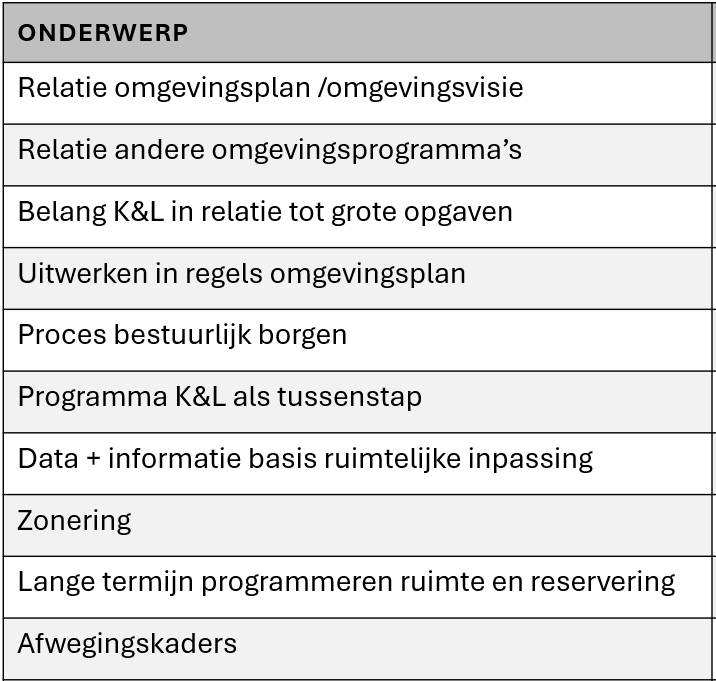 ONDERWERP
Relatie omgevingsplan /omgevingsvisie
Relatie andere omgevingsprogramma’s
Belang K&L in relatie tot grote opgaven
Uitwerken in regels omgevingsplan
Proces bestuurlijk borgen
Programma K&L als tussenstap
Data + informatie basis ruimtelijke inpassing
Zonering
Lange termijn programmeren ruimte en reservering
Afwegingskaders